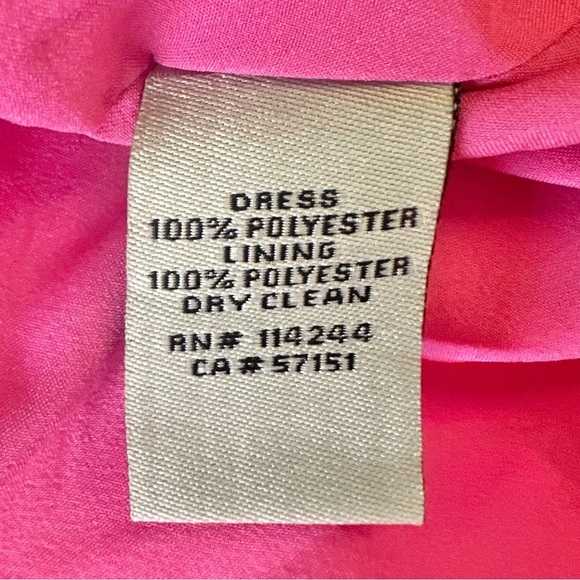 DRESS
100% POLYESTER
LINING
100% POLYESTER
DRY CLEAN
RN# 114244
CA# 57151